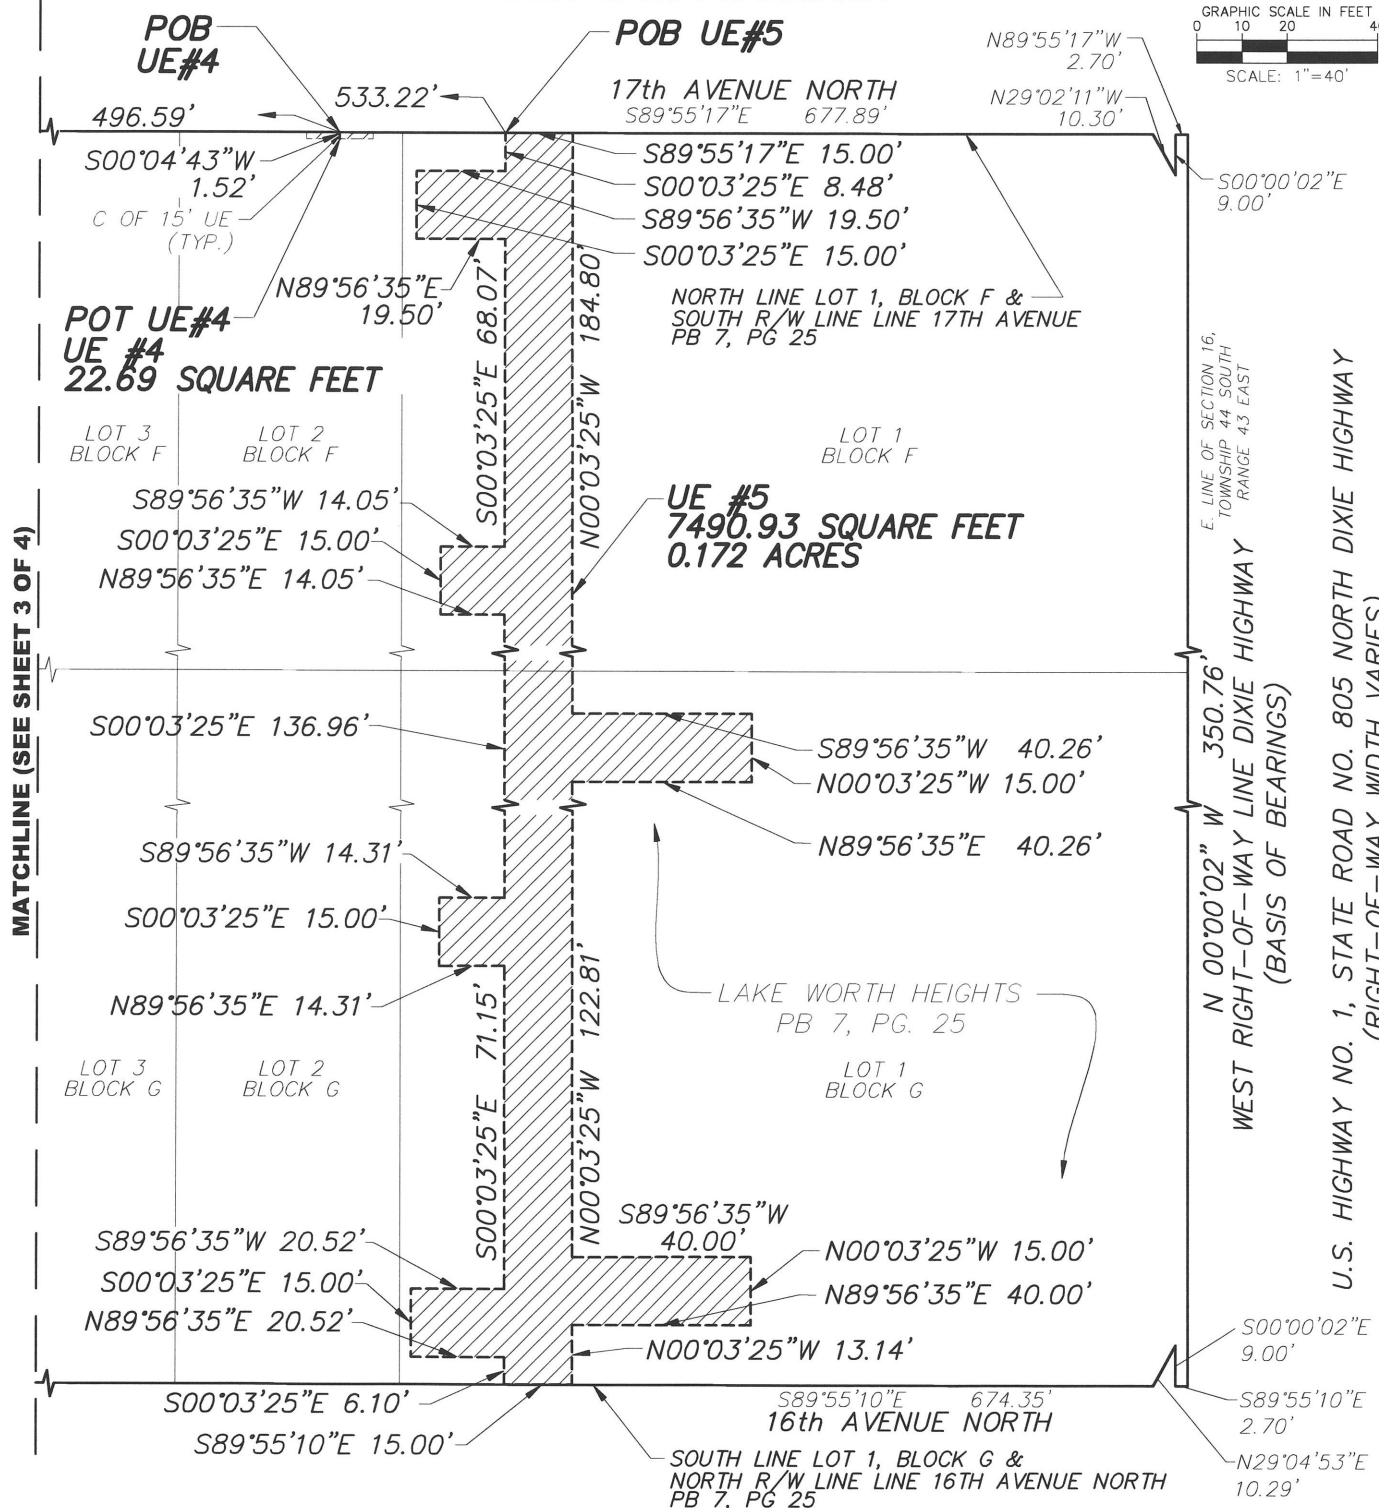 GRAPHIC SCALE IN FEET
0 10 20
SCALE: 1"=40'
POB
UE#4
POB UE#5
N89°55'17"W
2.70'
N29°02'11"W
10.30'
496.59'
533.22'
17th AVENUE NORTH
S89°55'17"E 677.89'
S00°04'43"W
1.52'
C OF 15' UE
(TYP.)
S89°55'17"E 15.00'
S00°03'25"E 8.48'
S89°56'35"W 19.50'
S00°03'25"E 15.00'
S00°00'02"E
9.00'
N89°56'35"E
19.50'
S00°03'25"E 68.07'
N00°03'25"W 184.80'
NORTH LINE LOT 1, BLOCK F &
SOUTH R/W LINE LINE 17TH AVENUE
PB 7, PG 25
POT UE#4
UE #4
22.69 SQUARE FEET
LOT 3
BLOCK F
LOT 2
BLOCK F
LOT 1
BLOCK F
E. LINE OF SECTION 16,
TOWNSHIP 44 SOUTH
RANGE 43 EAST
S89°56'35"W 14.05'
S00°03'25"E 15.00'
N89°56'35"E 14.05'
UE #5
7490.93 SQUARE FEET
0.172 ACRES
MATCHLINE (SEE SHEET 3 OF 4)
S00°03'25"E 136.96'
S89°56'35"W 40.26'
N00°03'25"W 15.00'
N89°56'35"E 40.26'
N 00°00'02" W 350.76'
WEST RIGHT-OF-WAY LINE DIXIE HIGHWAY
(BASIS OF BEARINGS)
U.S. HIGHWAY NO. 1, STATE ROAD NO. 805 NORTH DIXIE HIGHWAY
(RIGHT-OF-WAY WIDTH VARIES)
S89°56'35"W 14.31'
S00°03'25"E 15.00'
N89°56'35"E 14.31'
S00°03'25"E 71.15'
N00°03'25"W 122.81'
LAKE WORTH HEIGHTS
PB 7, PG. 25
LOT 3
BLOCK G
LOT 2
BLOCK G
LOT 1
BLOCK G
S89°56'35"W 20.52'
S00°03'25"E 15.00'
N89°56'35"E 20.52'
S89°56'35"W
40.00'
N00°03'25"W 15.00'
N89°56'35"E 40.00'
N00°03'25"W 13.14'
S00°03'25"E 6.10'
S89°55'10"E 15.00'
S89°55'10"E 674.35'
16th AVENUE NORTH
SOUTH LINE LOT 1, BLOCK G &
NORTH R/W LINE LINE 16TH AVENUE NORTH
PB 7, PG 25
S00°00'02"E
9.00'
S89°55'10"E
2.70'
N29°04'53"E
10.29'